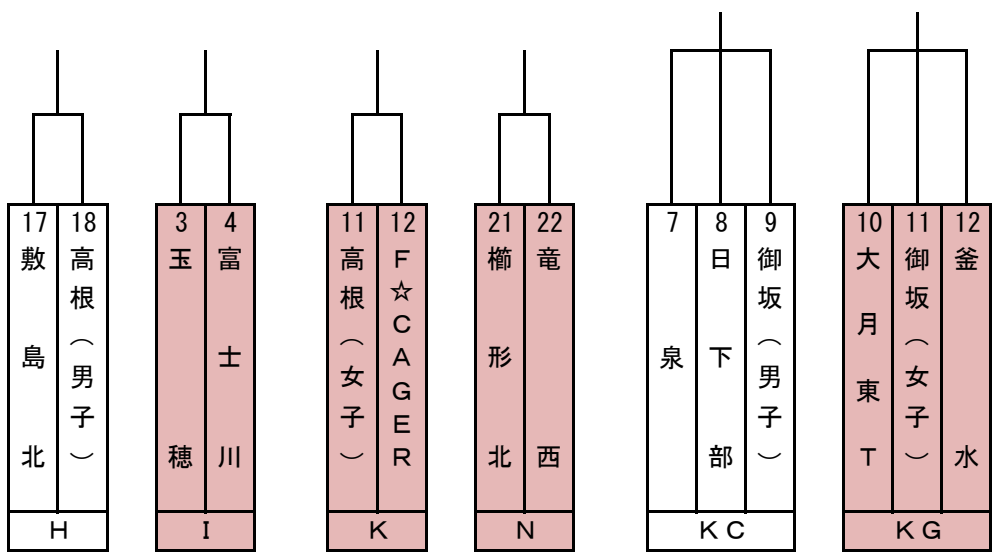 17 敷島北
18 高根（男子）
H
3 玉穂
4 富士川
I
11 高根（女子）
12 F☆CAGER
K
21 櫛形北
22 竜西
N
7 泉
8 日下部
9 御坂（男子）
KC
10 大月東T
11 御坂（女子）
12 釜水
KG